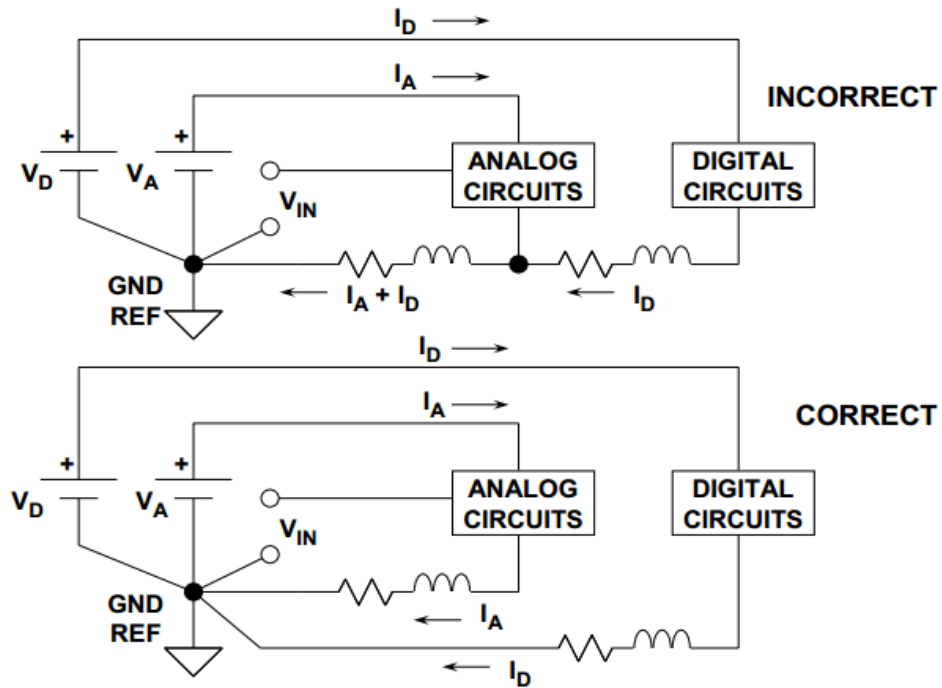 I_D
I_A
INCORRECT
+
+
V_D
V_A
ANALOG
CIRCUITS
DIGITAL
CIRCUITS
V_IN
GND
REF
I_A + I_D
I_D
I_D
I_A
CORRECT
+
+
V_D
V_A
ANALOG
CIRCUITS
DIGITAL
CIRCUITS
V_IN
GND
REF
I_A
I_D